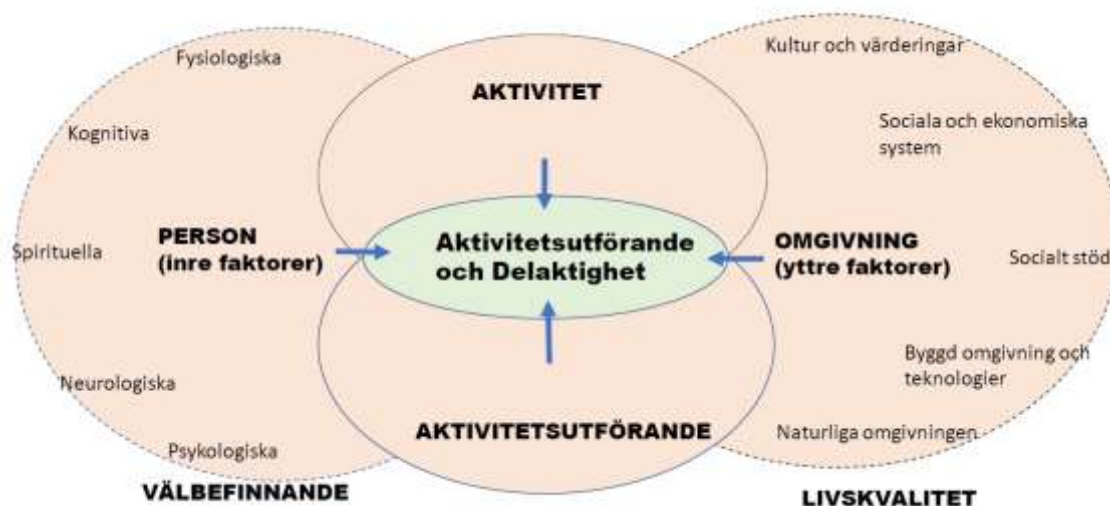 Fysiologiska
Kognitiva
Spirituella
PERSON
(inre faktorer)
Neurologiska
Psykologiska
VÄLBEFINNANDE
AKTIVITET
Aktivitetsutförande
och Delaktighet
AKTIVITETSUTFÖRANDE
Kultur och värderingar
Sociala och ekonomiska
system
OMGIVNING
(yttre faktorer)
Socialt stöd
Byggd omgivning och
teknologier
Naturliga omgivningen
LIVSKVALITET